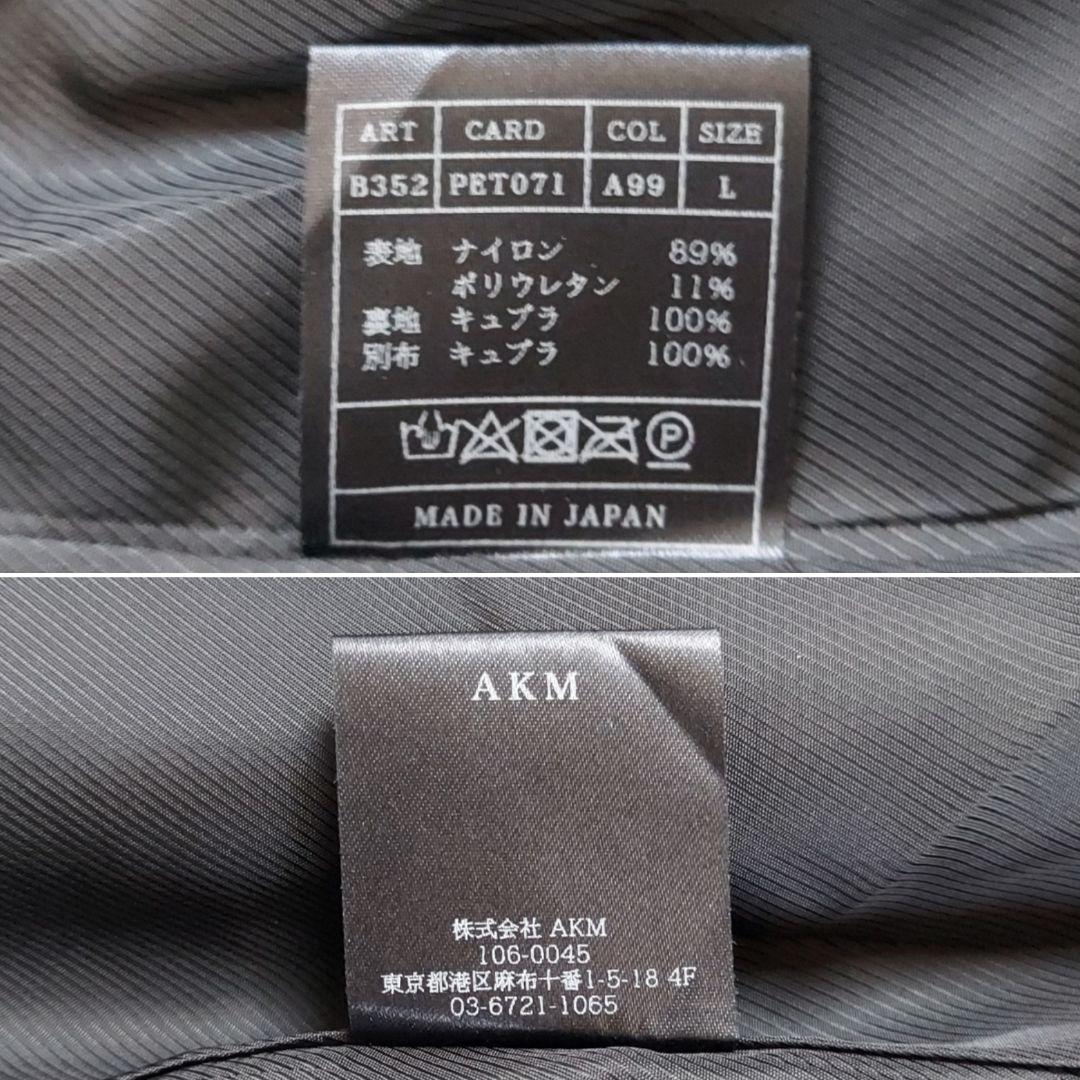 ART CARD COL SIZE
B352 PET071 A99 L
表地 ナイロン 89%
ポリウレタン 11%
裏地 キュプラ 100%
別布 キュプラ 100%
P
MADE IN JAPAN
AKM
株式会社 AKM
106-0045
東京都港区麻布十番1-5-18 4F
03-6721-1065